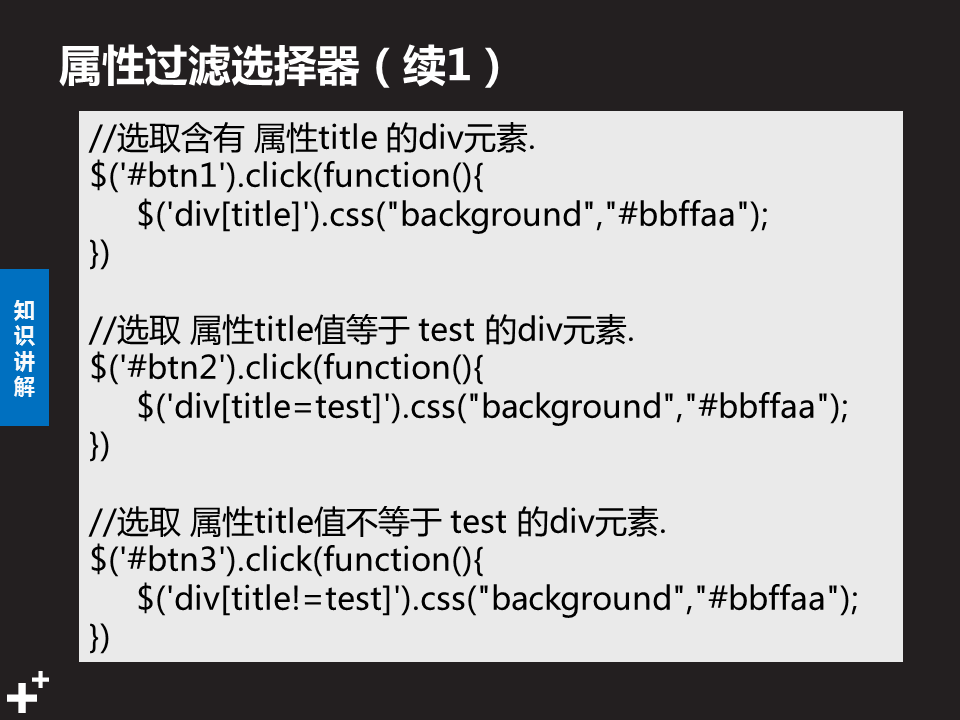 属性过滤选择器（续1）
//选取含有 属性title 的div元素.
$('#btn1').click(function(){
$('div[title]').css("background","#bbffaa");
})
//选取 属性title值等于 test 的div元素.
$('#btn2').click(function(){
$('div[title=test]').css("background","#bbffaa");
})
//选取 属性title值不等于 test 的div元素.
$('#btn3').click(function(){
$('div[title!=test]').css("background","#bbffaa");
})
知
识
讲
解